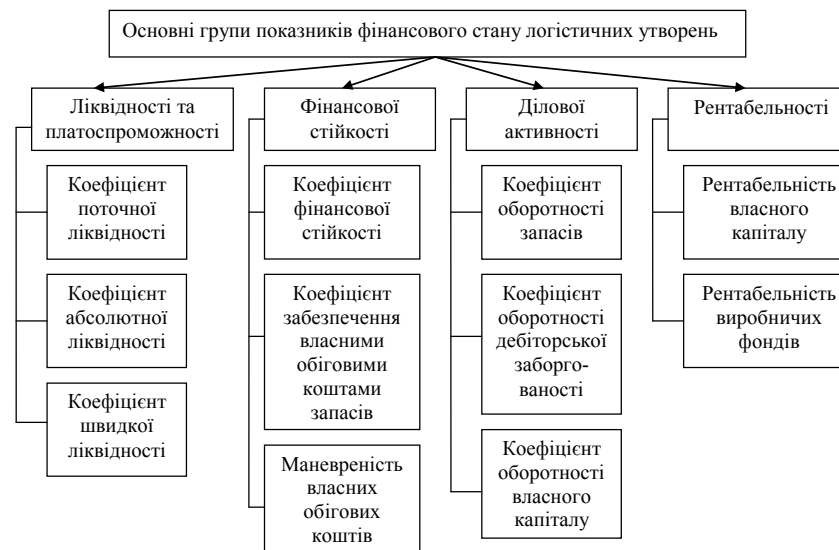 Основні групи показників фінансового стану логістичних утворень
Ліквідності та
платоспроможності
Коефіцієнт
поточної
ліквідності
Коефіцієнт
абсолютної
ліквідності
Коефіцієнт
швидкої
ліквідності
Фінансової
стійкості
Коефіцієнт
фінансової
стійкості
Коефіцієнт
забезпечення
власними
обіговими
коштами
запасів
Маневреність
власних
обігових
коштів
Ділової
активності
Коефіцієнт
оборотності
запасів
Коефіцієнт
оборотності
дебіторської
заборго-
ваності
Коефіцієнт
оборотності
власного
капіталу
Рентабельності
Рентабельність
власного
капіталу
Рентабельність
виробничих
фондів